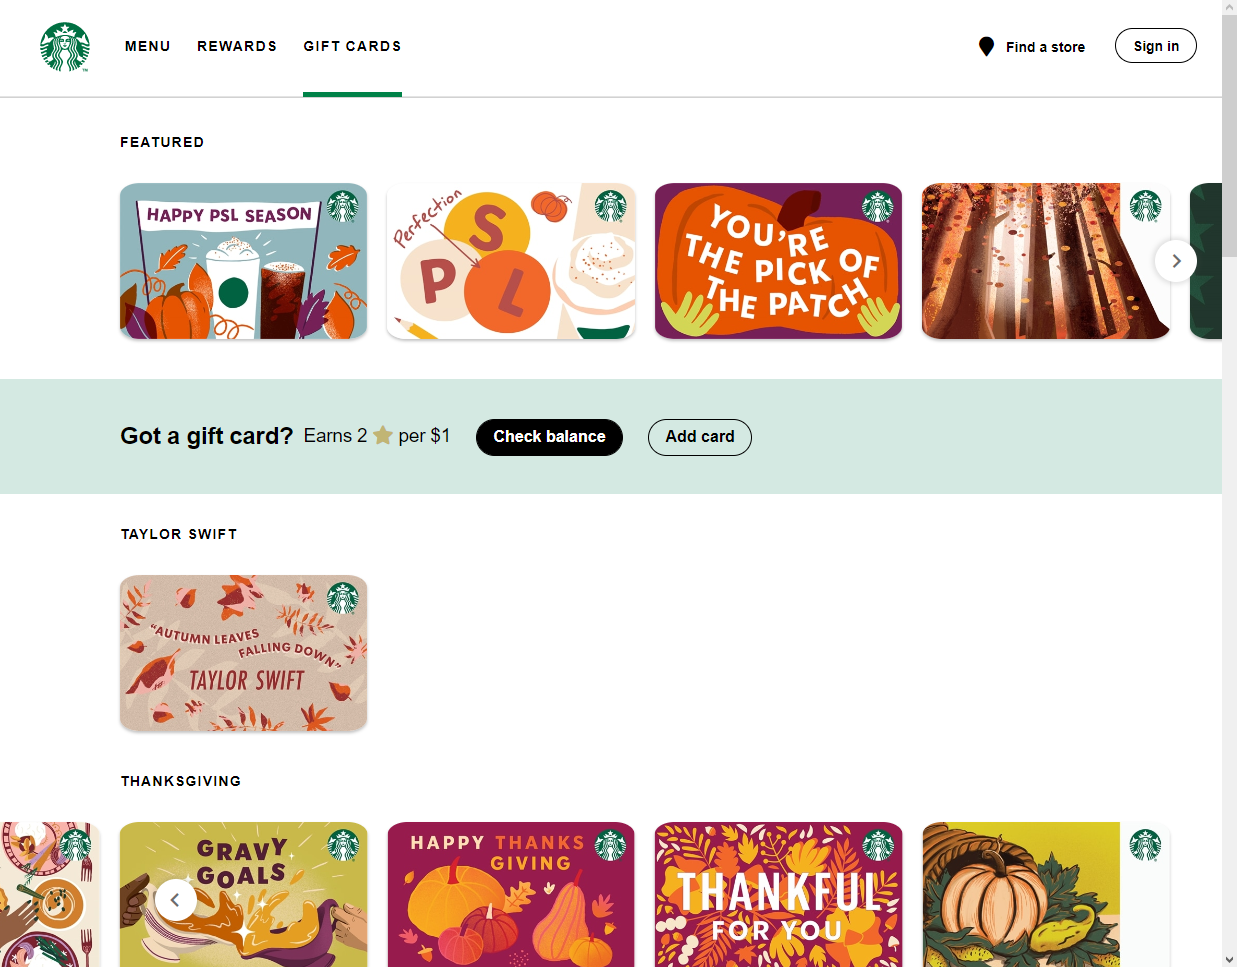 MENU
REWARDS
GIFT CARDS
Find a store
Sign in
FEATURED
HAPPY PSL SEASON
Perfection
S
P
L
YOU'RE
THE PICK OF
THE PATCH
Got a gift card? Earns 2 per $1
Check balance
Add card
TAYLOR SWIFT
"AUTUMN LEAVES
FALLING DOWN"
TAYLOR SWIFT
THANKSGIVING
GRAVY
GOALS
HAPPY THANKS
GIVING
THANKFUL
FOR YOU